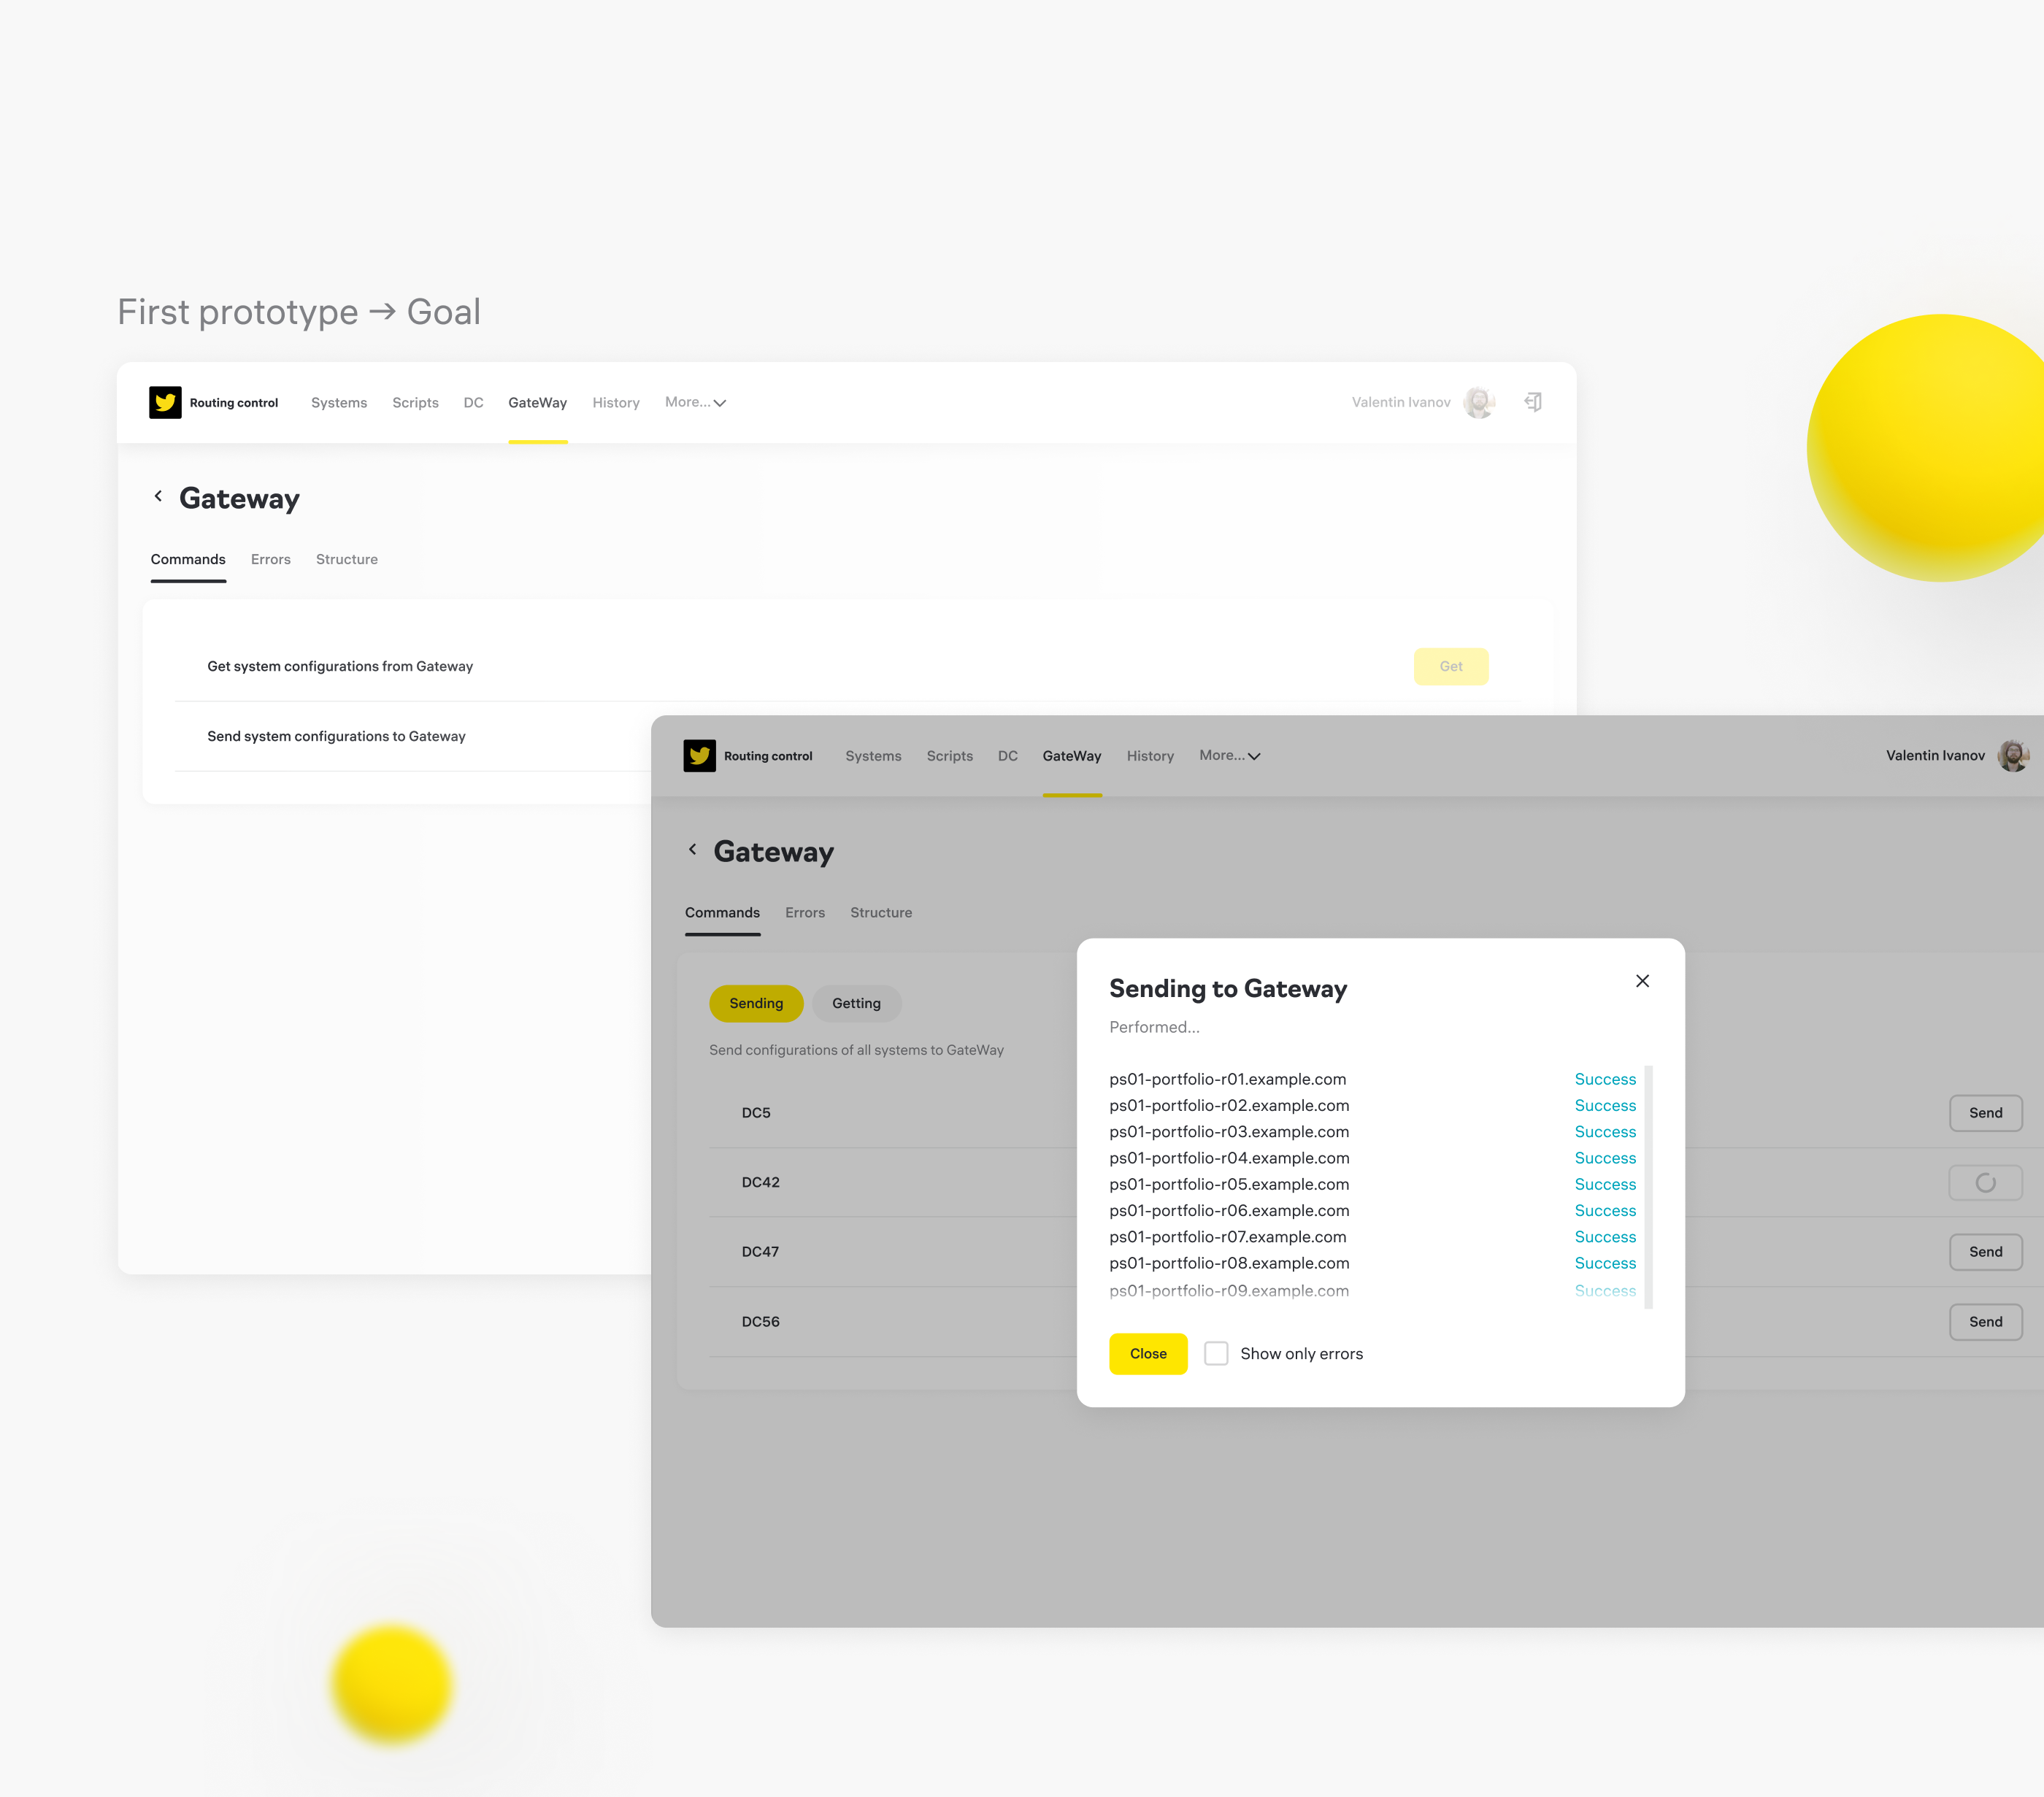 First prototype → Goal
Routing control Systems Scripts DC GateWay History More... Valentin Ivanov
Gateway
Commands Errors Structure
Get system configurations from Gateway Get
Send system configurations to Gateway
Routing control Systems Scripts DC GateWay History More... Valentin Ivanov
Gateway
Commands Errors Structure
Sending Getting
Send configurations of all systems to GateWay
DC5 Send
DC42
DC47 Send
DC56 Send
Sending to Gateway
Performed...
ps01-portfolio-r01.example.com Success
ps01-portfolio-r02.example.com Success
ps01-portfolio-r03.example.com Success
ps01-portfolio-r04.example.com Success
ps01-portfolio-r05.example.com Success
ps01-portfolio-r06.example.com Success
ps01-portfolio-r07.example.com Success
ps01-portfolio-r08.example.com Success
ps01-portfolio-r09.example.com Success
Close Show only errors